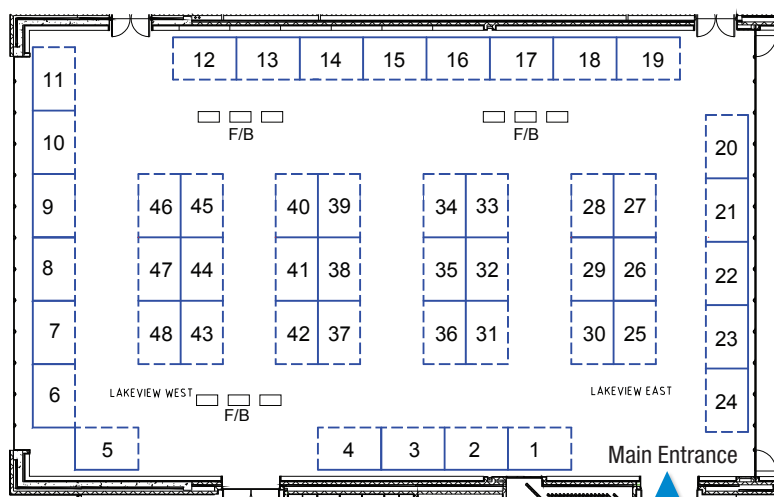 12 13 14 15 16 17 18 19
11
F/B F/B
10
20
9 46 45 40 39 34 33 28 27 21
8 47 44 41 38 35 32 29 26 22
7 48 43 42 37 36 31 30 25 23
6 LAKEVIEW WEST LAKEVIEW EAST 24
F/B
5 4 3 2 1 Main Entrance